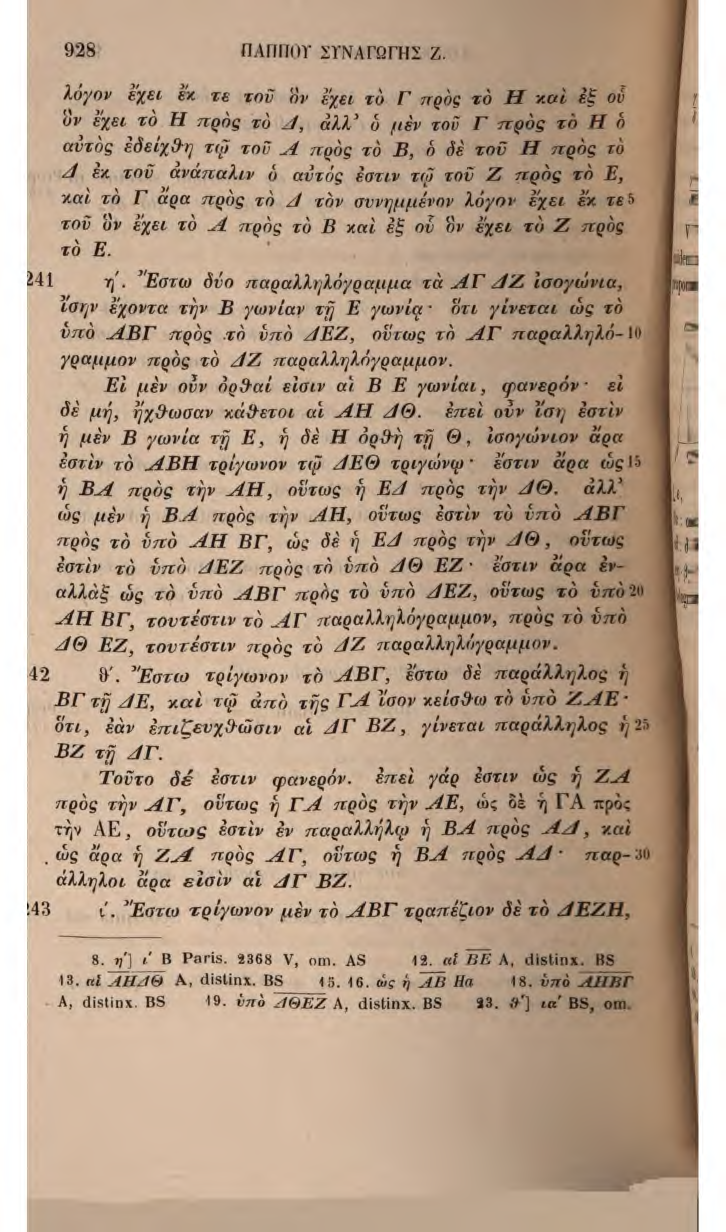 928 ΠΑΠΠΟΥ ΣΥΝΑΓΩΓΗΣ Ζ.
λόγον ἔχει ἔκ τε τοῦ ὃν ἔχει τὸ Γ πρὸς τὸ Η καὶ ἐξ οὗ
ὃν ἔχει τὸ Η πρὸς τὸ Δ, ἀλλ’ ὁ μὲν τοῦ Γ πρὸς τὸ Η ὁ
αὐτὸς ἐδείχθη τῷ τοῦ Α πρὸς τὸ Β, ὁ δὲ τοῦ Η πρὸς τὸ
Δ ἐκ τοῦ ἀνάπαλιν ὁ αὐτός ἐστιν τῷ τοῦ Ζ πρὸς τὸ Ε,
καὶ τὸ Γ ἄρα πρὸς τὸ Δ τὸν συνημμένον λόγον ἔχει ἔκ τε 5
τοῦ ὃν ἔχει τὸ Α πρὸς τὸ Β καὶ ἐξ οὗ ὃν ἔχει τὸ Ζ πρὸς
τὸ Ε.
241 η'. Ἔστω δύο παραλληλόγραμμα τὰ ΑΓ ΔΖ ἰσογώνια,
ἴσην ἔχοντα τὴν Β γωνίαν τῇ Ε γωνίᾳ· ὅτι γίνεται ὡς τὸ
ὑπὸ ΑΒΓ πρὸς τὸ ὑπὸ ΔΕΖ, οὕτως τὸ ΑΓ παραλληλό- 10
γραμμον πρὸς τὸ ΔΖ παραλληλόγραμμον.
Εἰ μὲν οὖν ὀρθαί εἰσιν αἱ Β Ε γωνίαι, φανερόν· εἰ
δὲ μή, ἤχθωσαν κάθετοι αἱ ΑΗ ΔΘ. ἐπεὶ οὖν ἴση ἐστὶν
ἡ μὲν Β γωνία τῇ Ε, ἡ δὲ Η ὀρθὴ τῇ Θ, ἰσογώνιον ἄρα
ἐστὶν τὸ ΑΒΗ τρίγωνον τῷ ΔΕΘ τριγώνῳ· ἔστιν ἄρα ὡς 15
ἡ ΒΑ πρὸς τὴν ΑΗ, οὕτως ἡ ΕΔ πρὸς τὴν ΔΘ. ἀλλ’
ὡς μὲν ἡ ΒΑ πρὸς τὴν ΑΗ, οὕτως ἐστὶν τὸ ὑπὸ ΑΒΓ
πρὸς τὸ ὑπὸ ΑΗ ΒΓ, ὡς δὲ ἡ ΕΔ πρὸς τὴν ΔΘ, οὕτως
ἐστὶν τὸ ὑπὸ ΔΕΖ πρὸς τὸ ὑπὸ ΔΘ ΕΖ· ἔστιν ἄρα ἐν-
αλλὰξ ὡς τὸ ὑπὸ ΑΒΓ πρὸς τὸ ὑπὸ ΔΕΖ, οὕτως τὸ ὑπὸ 20
ΑΗ ΒΓ, τουτέστιν τὸ ΑΓ παραλληλόγραμμον, πρὸς τὸ ὑπὸ
ΔΘ ΕΖ, τουτέστιν πρὸς τὸ ΔΖ παραλληλόγραμμον.
42 θ'. Ἔστω τρίγωνον τὸ ΑΒΓ, ἔστω δὲ παράλληλος ἡ
ΒΓ τῇ ΔΕ, καὶ τῷ ἀπὸ τῆς ΓΑ ἴσον κείσθω τὸ ὑπὸ ΖΑΕ·
ὅτι, ἐὰν ἐπιζευχθῶσιν αἱ ΔΓ ΒΖ, γίνεται παράλληλος ἡ 25
ΒΖ τῇ ΔΓ.
Τοῦτο δέ ἐστιν φανερόν. ἐπεὶ γάρ ἐστιν ὡς ἡ ΖΑ
πρὸς τὴν ΑΓ, οὕτως ἡ ΓΑ πρὸς τὴν ΑΕ, ὡς δὲ ἡ ΓΑ πρὸς
τὴν ΑΕ, οὕτως ἐστὶν ἐν παραλλήλῳ ἡ ΒΑ πρὸς ΑΔ, καὶ
ὡς ἄρα ἡ ΖΑ πρὸς ΑΓ, οὕτως ἡ ΒΑ πρὸς ΑΔ· παρ- 30
άλληλοι ἄρα εἰσὶν αἱ ΔΓ ΒΖ.
43 ι'. Ἔστω τρίγωνον μὲν τὸ ΑΒΓ τραπέζιον δὲ τὸ ΔΕΖΗ,
8. η'] ι' B Paris. 2368 V, om. AS 12. αἱ ΒΕ A, distinx. BS
13. αἱ ΑΗΔΘ A, distinx. BS 15. 16. ὡς ἡ ΑΒ Ha 18. ὑπὸ ΑΗΒΓ
A, distinx. BS 19. ὑπὸ ΔΘΕΖ A, distinx. BS 23. θ'] ια' BS, om.